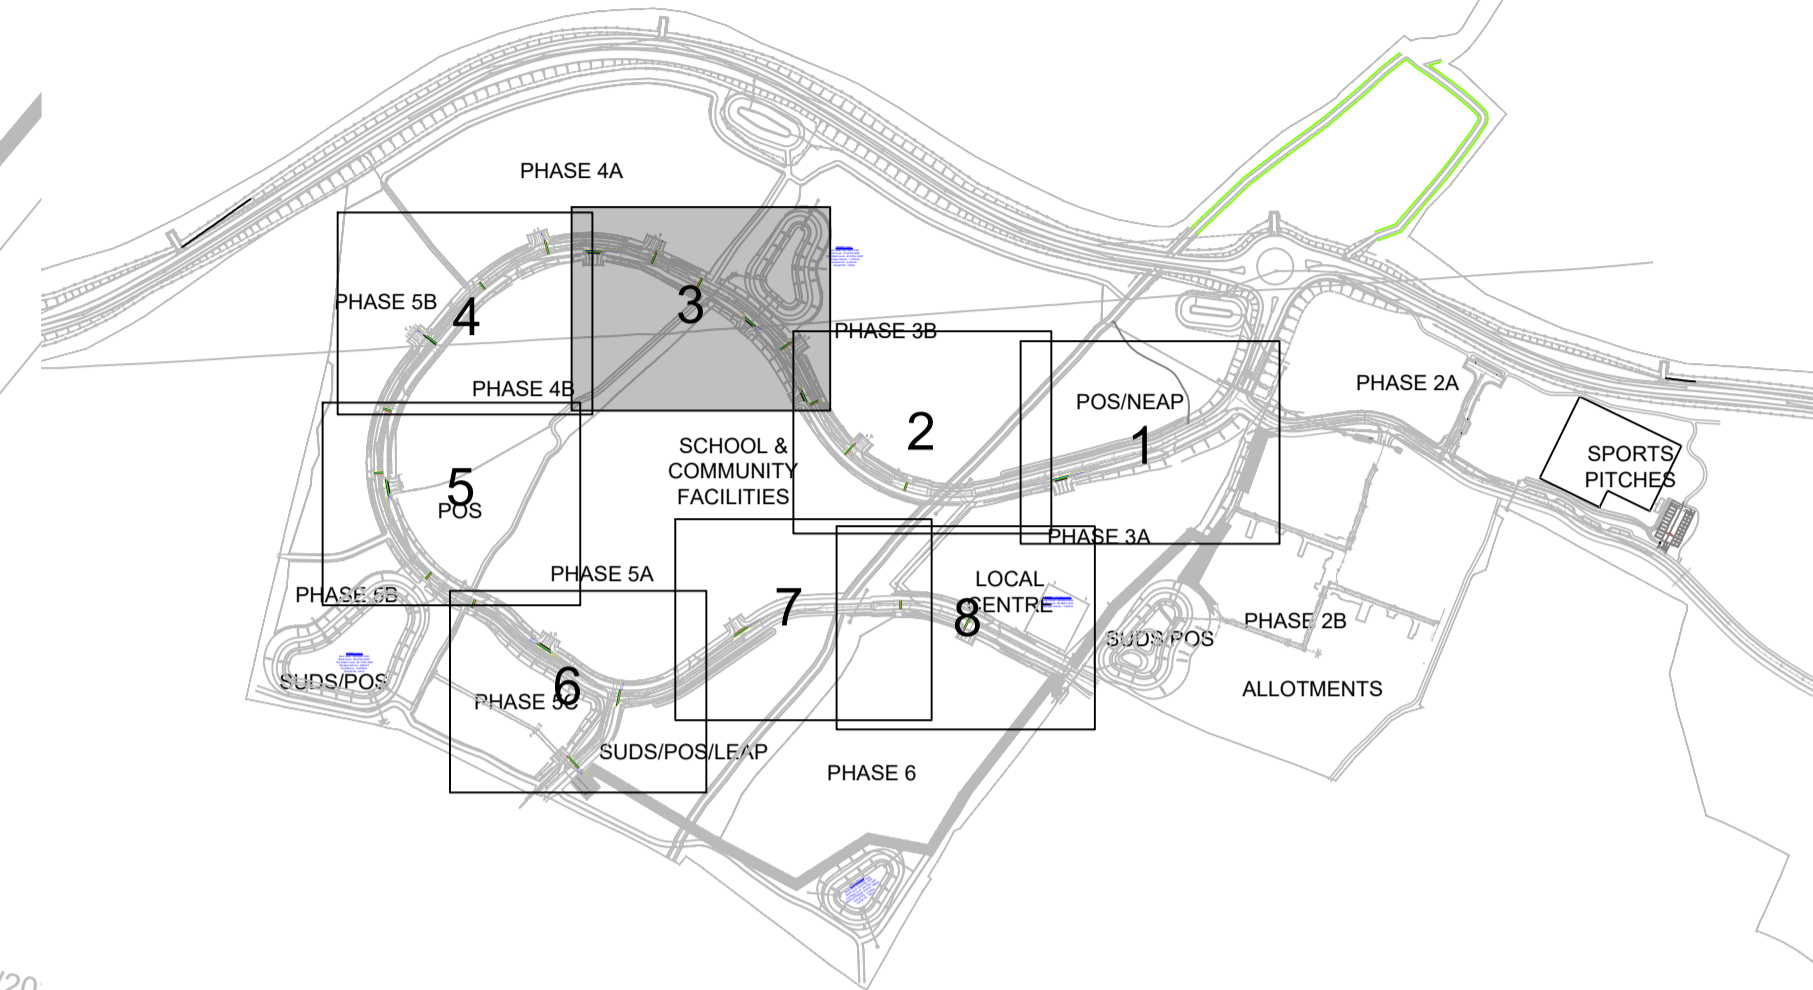 PHASE 4A
PHASE 5B
4
3
PHASE 3B
PHASE 4B
2
POS/NEAP
1
PHASE 2A
SCHOOL &
COMMUNITY
FACILITIES
SPORTS
PITCHES
5
POS
PHASE 3A
PHASE 5A
PHASE 5B
7
LOCAL
CENTRE
8
SUDS/POS
PHASE 2B
SUDS/POS
6
PHASE 5C
ALLOTMENTS
SUDS/POS/LEAP
PHASE 6